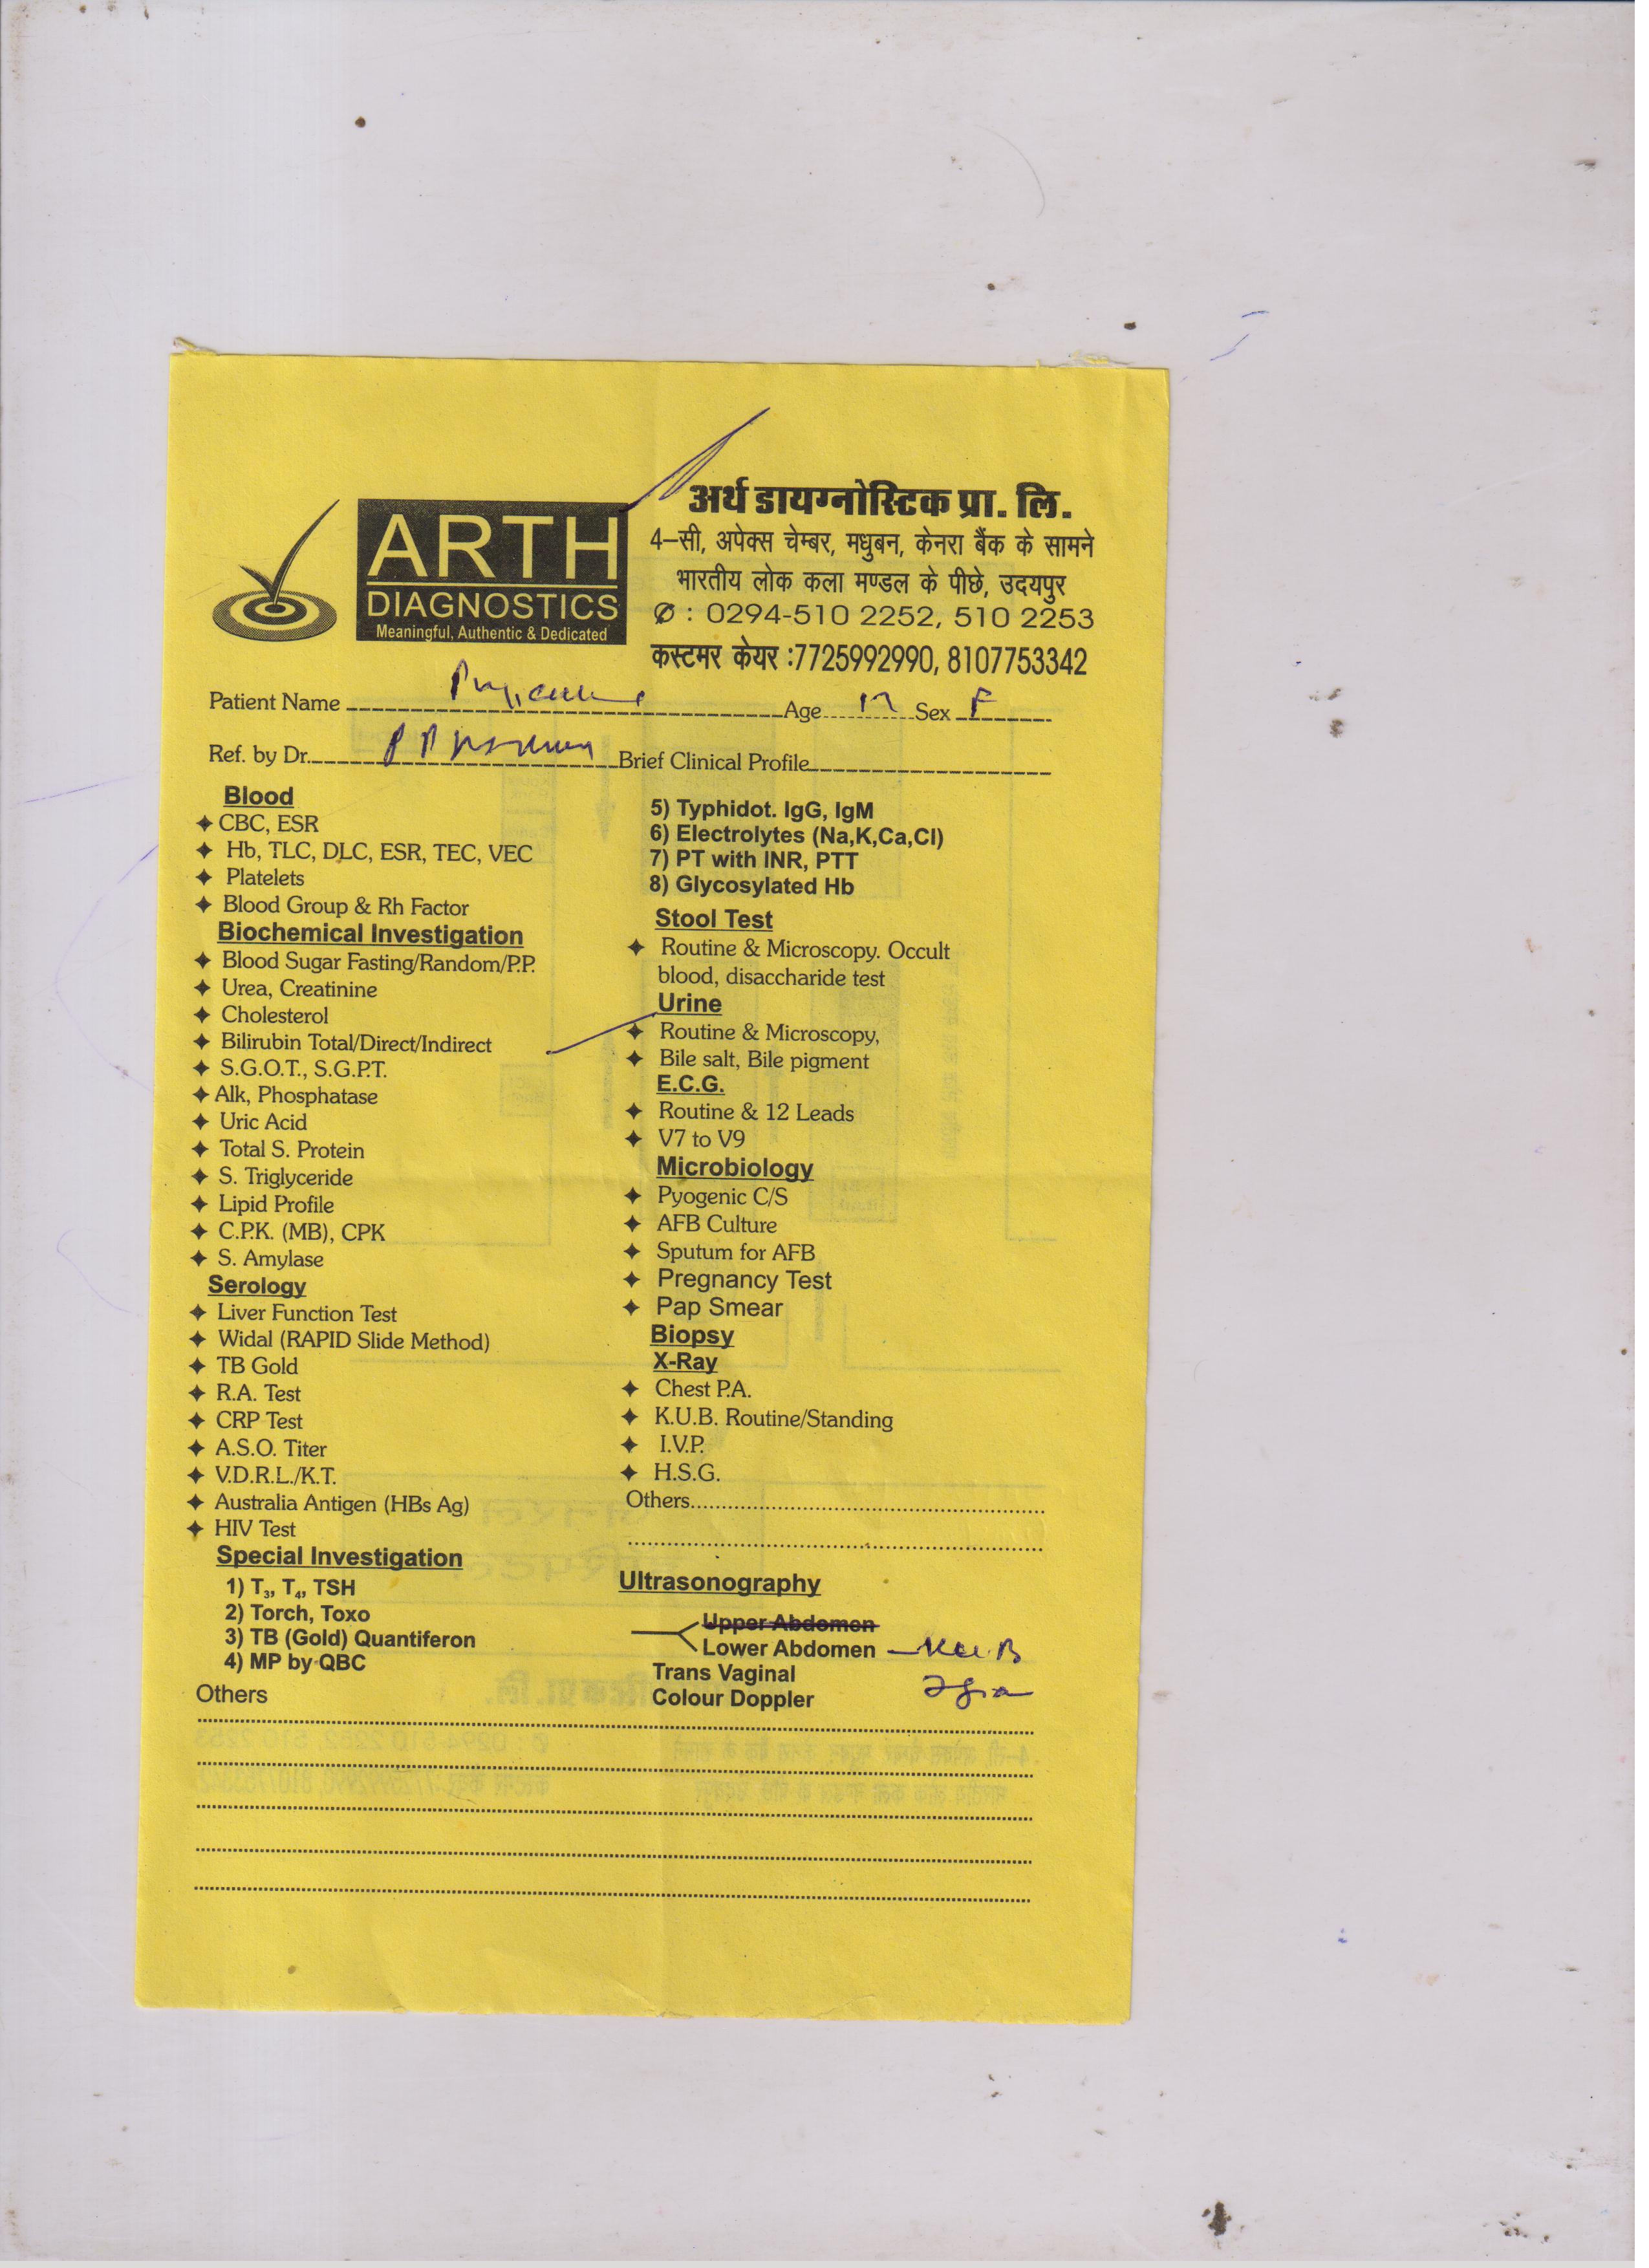 अर्थ डायग्नोस्टिक प्रा. लि.
ARTH
DIAGNOSTICS
Meaningful, Authentic & Dedicated
4–सी, अपेक्स चेम्बर, मधुबन, केनरा बैंक के सामने
भारतीय लोक कला मण्डल के पीछे, उदयपुर
: 0294-510 2252, 510 2253
कस्टमर केयर :7725992990, 8107753342
Patient Name Age Sex F
Ref. by Dr. Brief Clinical Profile
Blood
CBC, ESR
Hb, TLC, DLC, ESR, TEC, VEC
Platelets
Blood Group & Rh Factor
Biochemical Investigation
Blood Sugar Fasting/Random/P.P.
Urea, Creatinine
Cholesterol
Bilirubin Total/Direct/Indirect
S.G.O.T., S.G.P.T.
Alk, Phosphatase
Uric Acid
Total S. Protein
S. Triglyceride
Lipid Profile
C.P.K. (MB), CPK
S. Amylase
Serology
Liver Function Test
Widal (RAPID Slide Method)
TB Gold
R.A. Test
CRP Test
A.S.O. Titer
V.D.R.L./K.T.
Australia Antigen (HBs Ag)
HIV Test
Special Investigation
1) T3, T4, TSH
2) Torch, Toxo
3) TB (Gold) Quantiferon
4) MP by QBC
Others
5) Typhidot. IgG, IgM
6) Electrolytes (Na,K,Ca,Cl)
7) PT with INR, PTT
8) Glycosylated Hb
Stool Test
Routine & Microscopy. Occult
blood, disaccharide test
Urine
Routine & Microscopy,
Bile salt, Bile pigment
E.C.G.
Routine & 12 Leads
V7 to V9
Microbiology
Pyogenic C/S
AFB Culture
Sputum for AFB
Pregnancy Test
Pap Smear
Biopsy
X-Ray
Chest P.A.
K.U.B. Routine/Standing
I.V.P.
H.S.G.
Others
Ultrasonography
Upper Abdomen
Lower Abdomen – KUB
Trans Vaginal
Colour Doppler